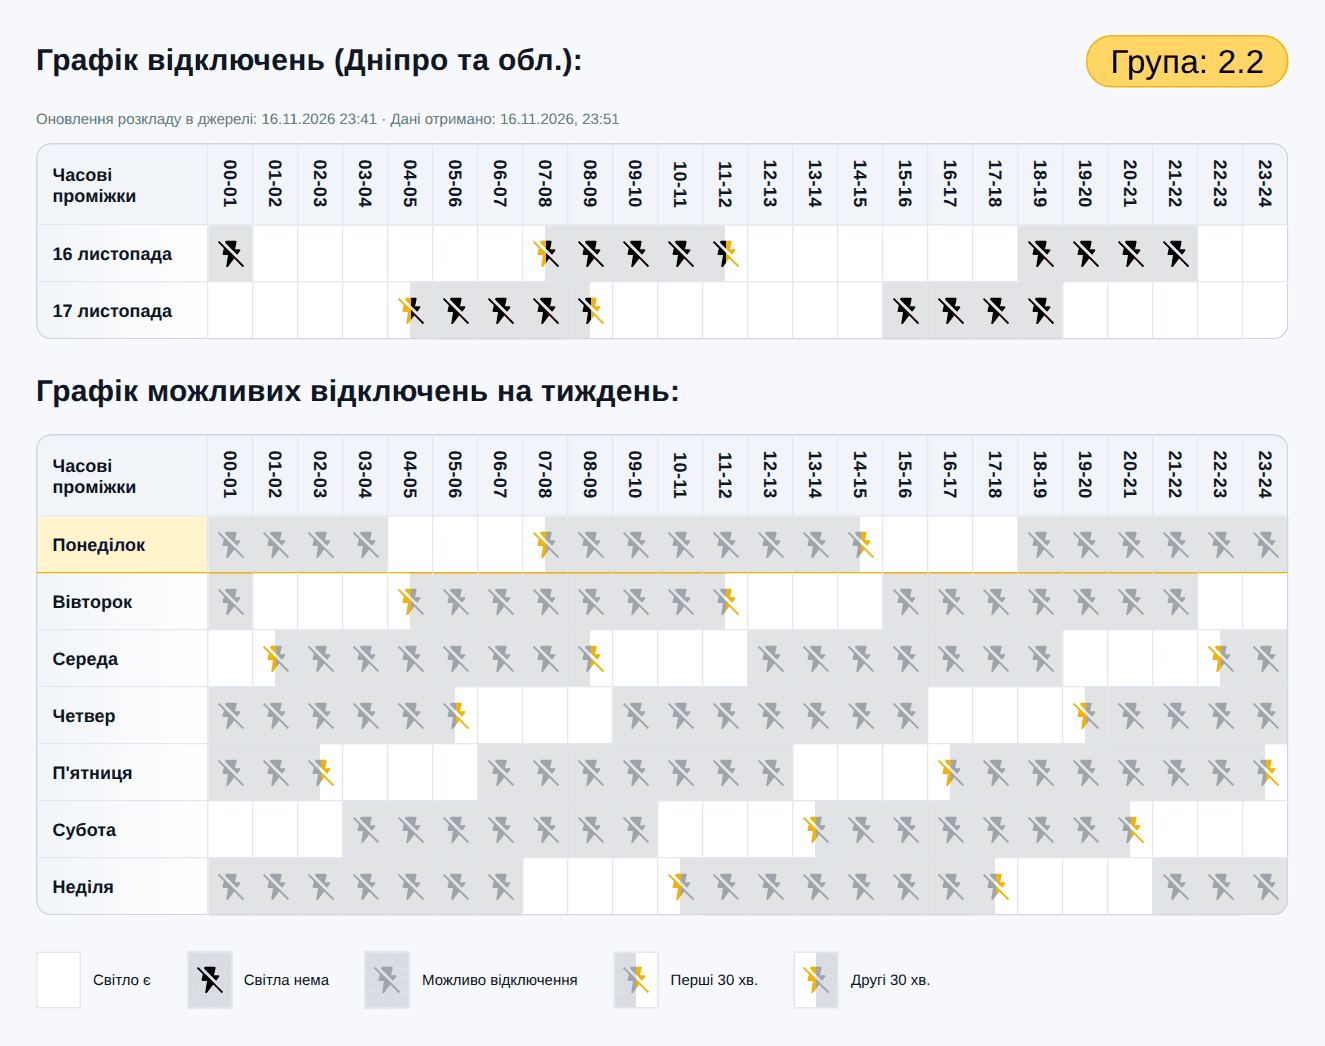 Графік відключень (Дніпро та обл.):
Група: 2.2
Оновлення розкладу в джерелі: 16.11.2026 23:41 · Дані отримано: 16.11.2026, 23:51
Часові
проміжки
00-01 01-02 02-03 03-04 04-05 05-06 06-07 07-08 08-09 09-10 10-11 11-12 12-13 13-14 14-15 15-16 16-17 17-18 18-19 19-20 20-21 21-22 22-23 23-24
16 листопада
17 листопада
Графік можливих відключень на тиждень:
Часові
проміжки
00-01 01-02 02-03 03-04 04-05 05-06 06-07 07-08 08-09 09-10 10-11 11-12 12-13 13-14 14-15 15-16 16-17 17-18 18-19 19-20 20-21 21-22 22-23 23-24
Понеділок
Вівторок
Середа
Четвер
П'ятниця
Субота
Неділя
Світло є
Світла нема
Можливо відключення
Перші 30 хв.
Другі 30 хв.